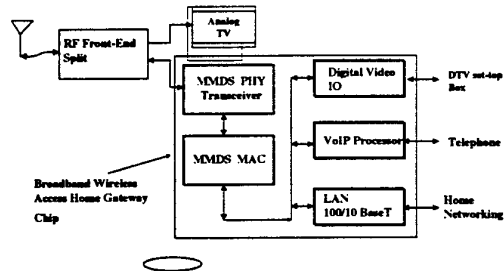 Analog
TV
RF Front-End
Split
MMDS PHY
Transceiver
Digital Video
IO
DTV set-top
Box
MMDS MAC
VoIP Processor
Telephone
Broadband Wireless
Access Home Gateway
Chip
LAN
100/10 BaseT
Home
Networking